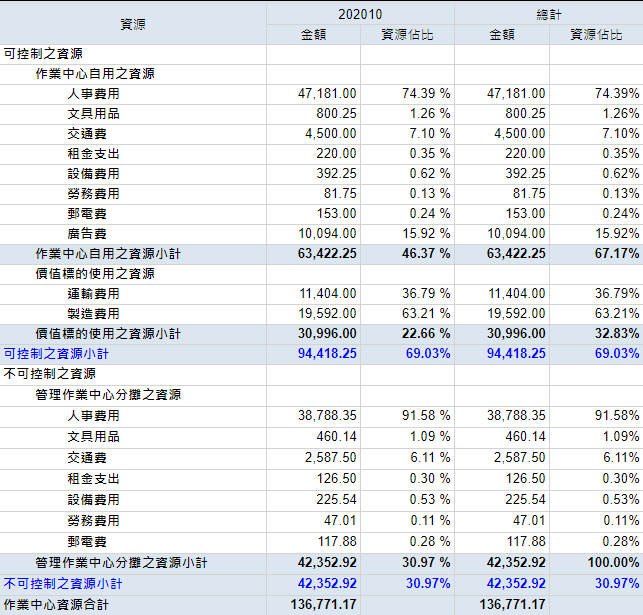 資源 202010 總計
金額 資源佔比 金額 資源佔比
可控制之資源
作業中心自用之資源
人事費用 47,181.00 74.39 % 47,181.00 74.39%
文具用品 800.25 1.26 % 800.25 1.26%
交通費 4,500.00 7.10 % 4,500.00 7.10%
租金支出 220.00 0.35 % 220.00 0.35%
設備費用 392.25 0.62 % 392.25 0.62%
勞務費用 81.75 0.13 % 81.75 0.13%
郵電費 153.00 0.24 % 153.00 0.24%
廣告費 10,094.00 15.92 % 10,094.00 15.92%
作業中心自用之資源小計 63,422.25 46.37 % 63,422.25 67.17%
價值標的使用之資源
運輸費用 11,404.00 36.79 % 11,404.00 36.79%
製造費用 19,592.00 63.21 % 19,592.00 63.21%
價值標的使用之資源小計 30,996.00 22.66 % 30,996.00 32.83%
可控制之資源小計 94,418.25 69.03% 94,418.25 69.03%
不可控制之資源
管理作業中心分攤之資源
人事費用 38,788.35 91.58 % 38,788.35 91.58%
文具用品 460.14 1.09 % 460.14 1.09%
交通費 2,587.50 6.11 % 2,587.50 6.11%
租金支出 126.50 0.30 % 126.50 0.30%
設備費用 225.54 0.53 % 225.54 0.53%
勞務費用 47.01 0.11 % 47.01 0.11%
郵電費 117.88 0.28 % 117.88 0.28%
管理作業中心分攤之資源小計 42,352.92 30.97 % 42,352.92 100.00%
不可控制之資源小計 42,352.92 30.97% 42,352.92 30.97%
作業中心資源合計 136,771.17 136,771.17